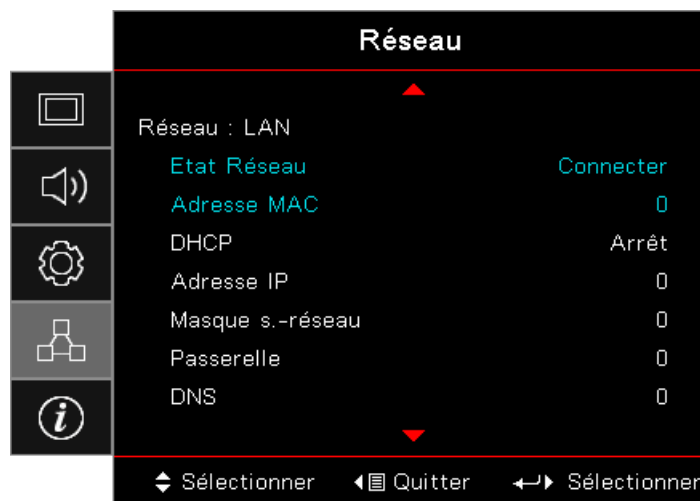 Réseau
Réseau : LAN
Etat Réseau Connecter
Adresse MAC 0
DHCP Arrêt
Adresse IP 0
Masque s.-réseau 0
Passerelle 0
DNS 0
Sélectionner Quitter Sélectionner